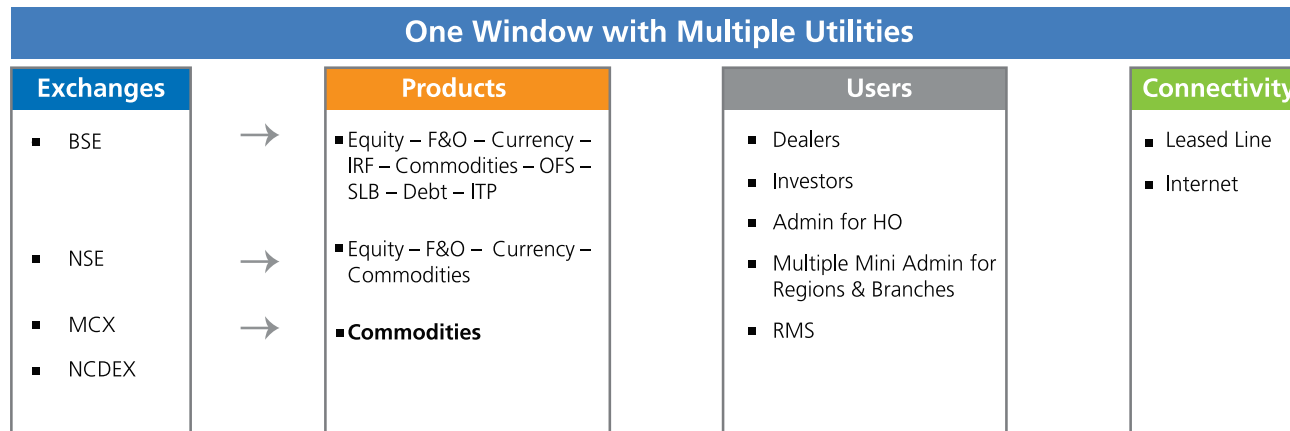 One Window with Multiple Utilities
Exchanges
▪ BSE
▪ NSE
▪ MCX
▪ NCDEX
Products
▪ Equity – F&O – Currency –
IRF – Commodities – OFS –
SLB – Debt – ITP
▪ Equity – F&O – Currency –
Commodities
▪ Commodities
Users
▪ Dealers
▪ Investors
▪ Admin for HO
▪ Multiple Mini Admin for
Regions & Branches
▪ RMS
Connectivity
▪ Leased Line
▪ Internet